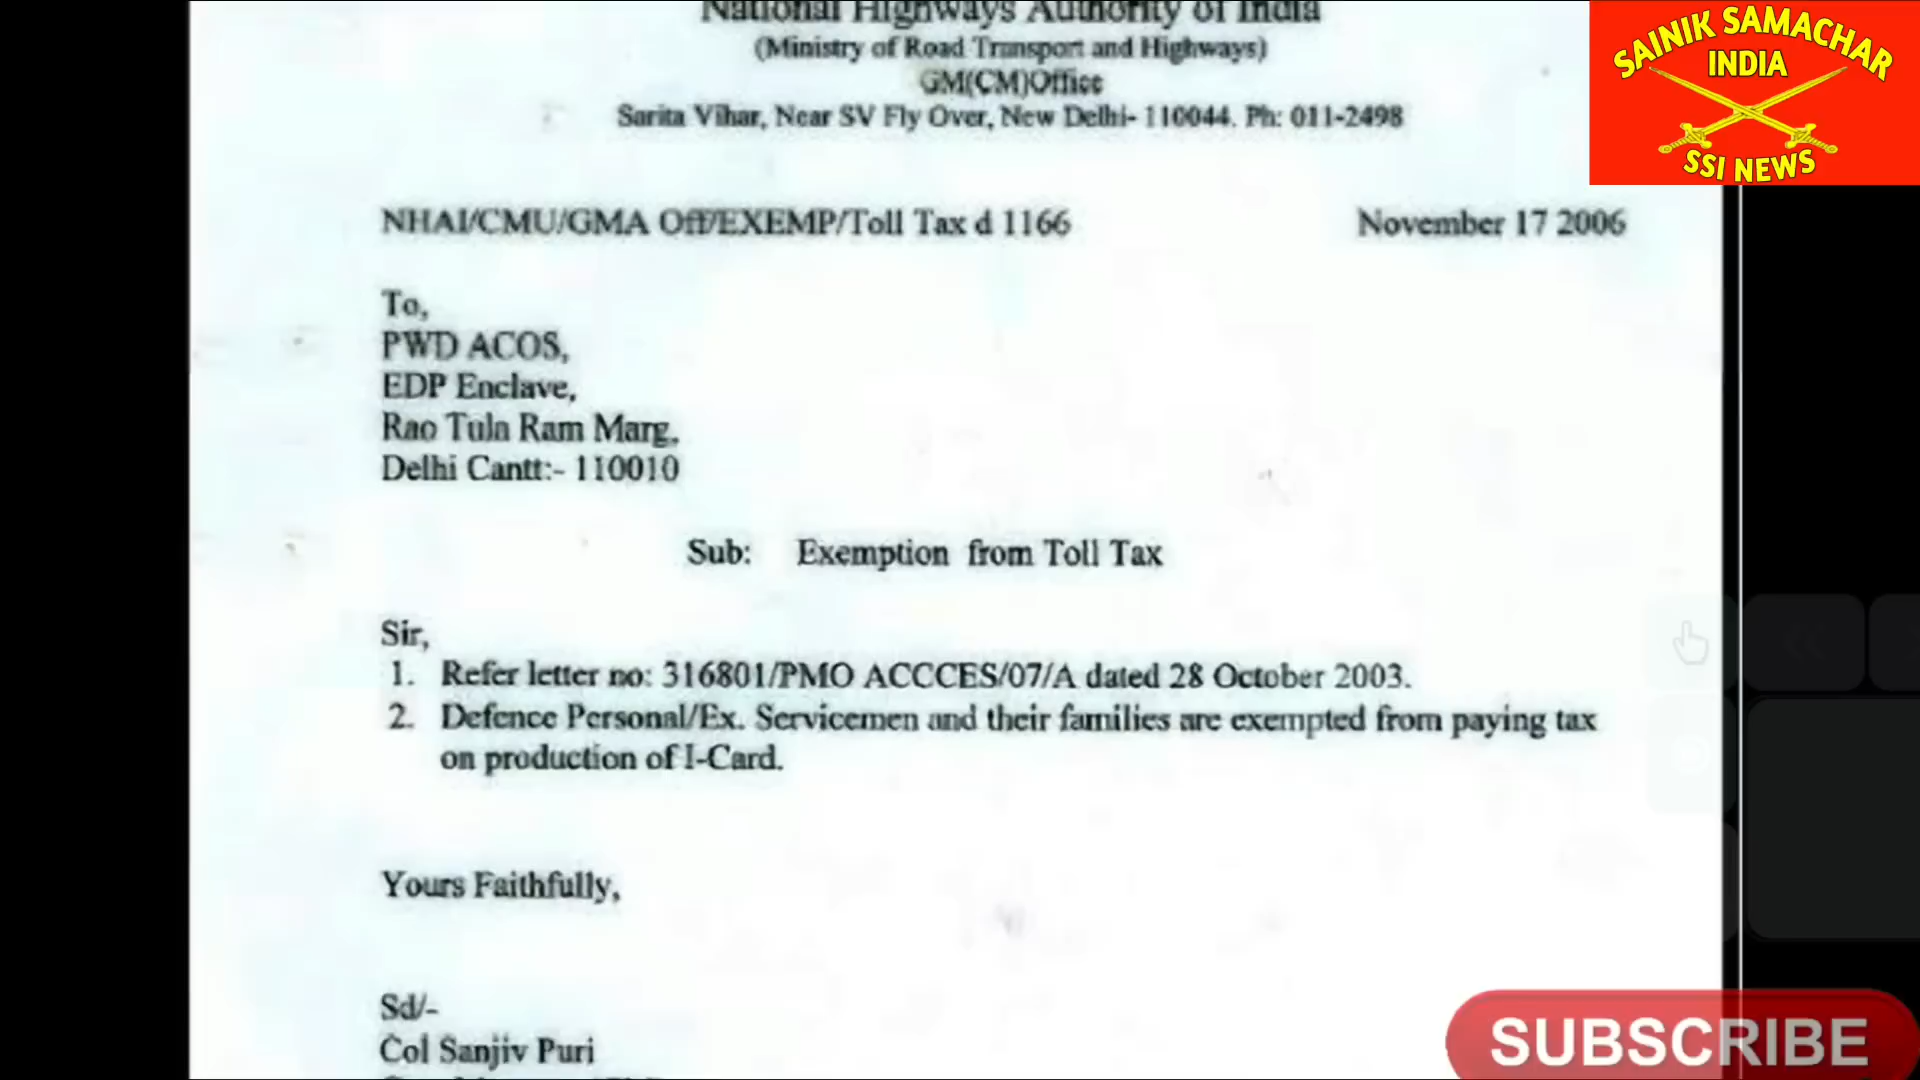 National Highways Authority of India
(Ministry of Road Transport and Highways)
GM(CM)Office
Sarita Vihar, Near SV Fly Over, New Delhi- 110044. Ph: 011-2498
SAINIK SAMACHAR
INDIA
SSI NEWS
NHAI/CMU/GMA Off/EXEMP/Toll Tax d 1166 November 17 2006
To,
PWD ACOS,
EDP Enclave,
Rao Tula Ram Marg,
Delhi Cantt:- 110010
Sub: Exemption from Toll Tax
Sir,
1. Refer letter no: 316801/PMO ACCCES/07/A dated 28 October 2003.
2. Defence Personal/Ex. Servicemen and their families are exempted from paying tax
on production of I-Card.
Yours Faithfully,
Sd/-
Col Sanjiv Puri
SUBSCRIBE